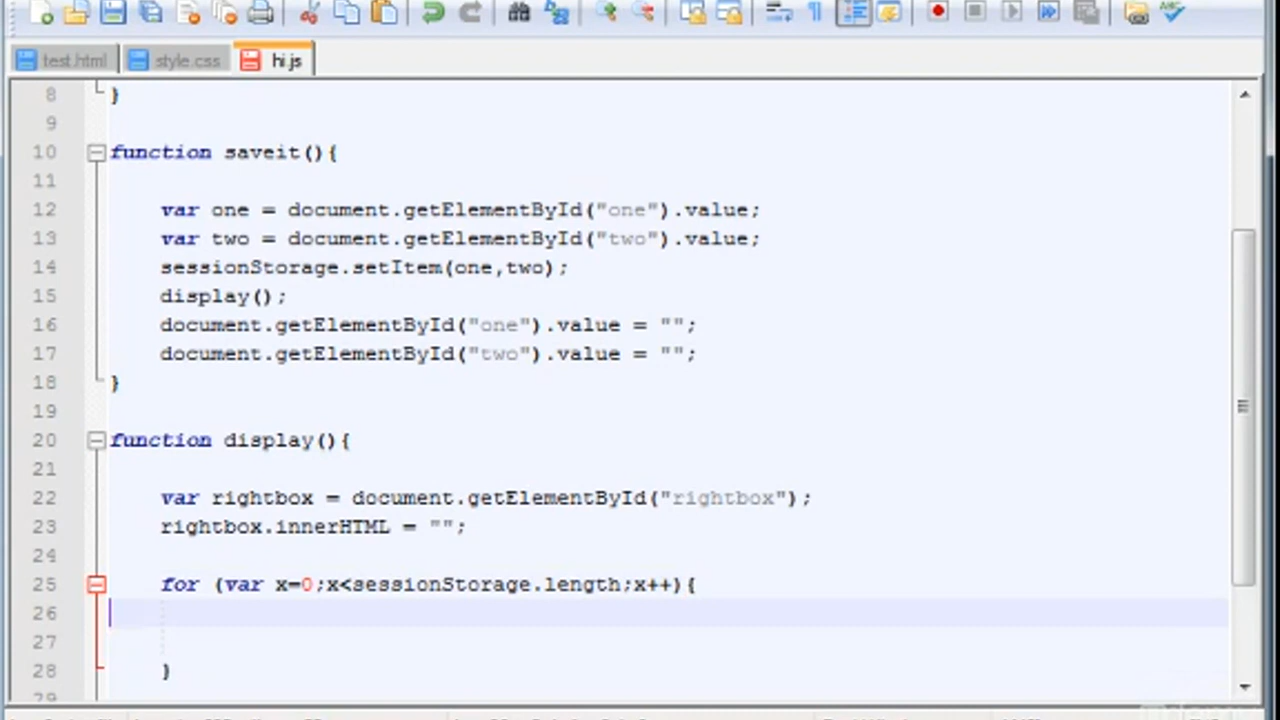 test.html style.css hi.js
8 }
9
10 function saveit(){
11
12 var one = document.getElementById("one").value;
13 var two = document.getElementById("two").value;
14 sessionStorage.setItem(one,two);
15 display();
16 document.getElementById("one").value = "";
17 document.getElementById("two").value = "";
18 }
19
20 function display(){
21
22 var rightbox = document.getElementById("rightbox");
23 rightbox.innerHTML = "";
24
25 for (var x=0;x<sessionStorage.length;x++){
26
27
28 }
29